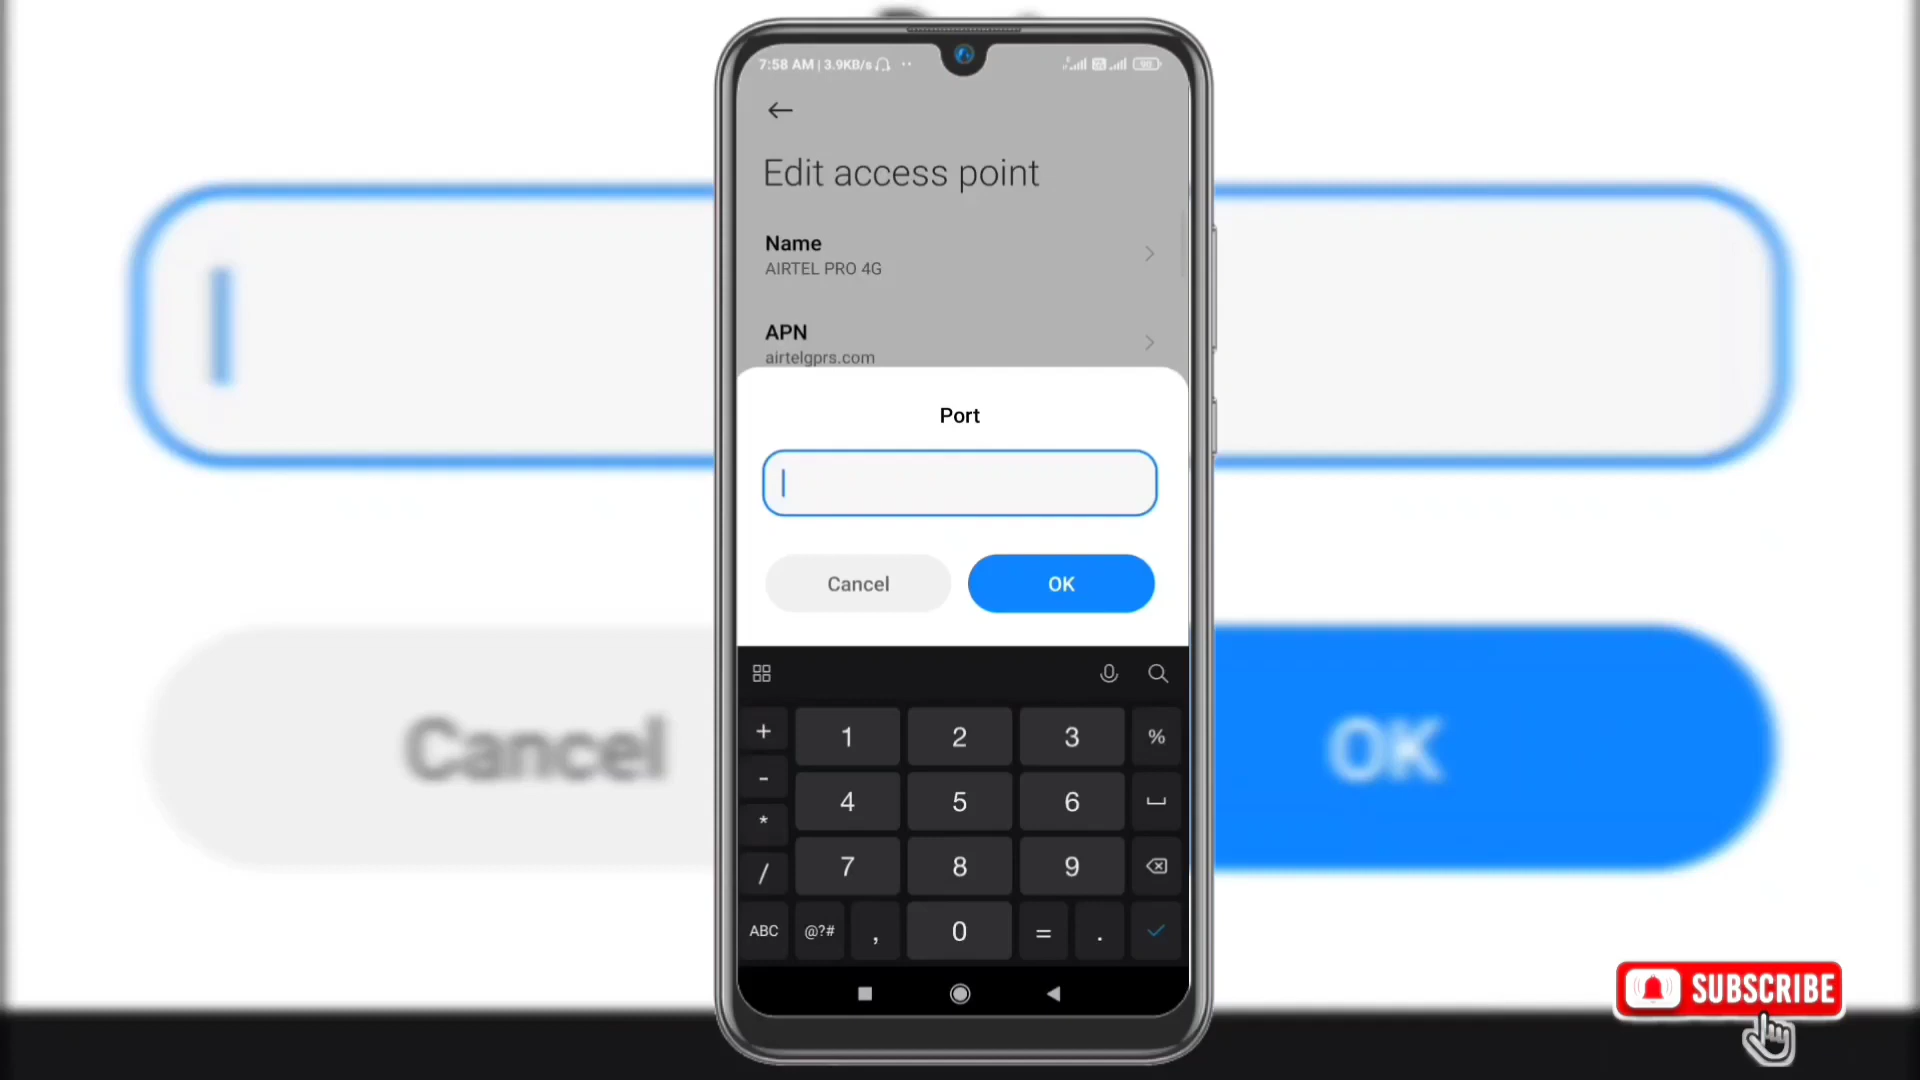 7:58 AM | 3.9KB/s
90
Edit access point
Name
AIRTEL PRO 4G
APN
airtelgprs.com
Port
Cancel
OK
+
1
2
3
%
-
4
5
6
*
7
8
9
/
ABC
@?#
,
0
=
.
Cancel
OK
SUBSCRIBE